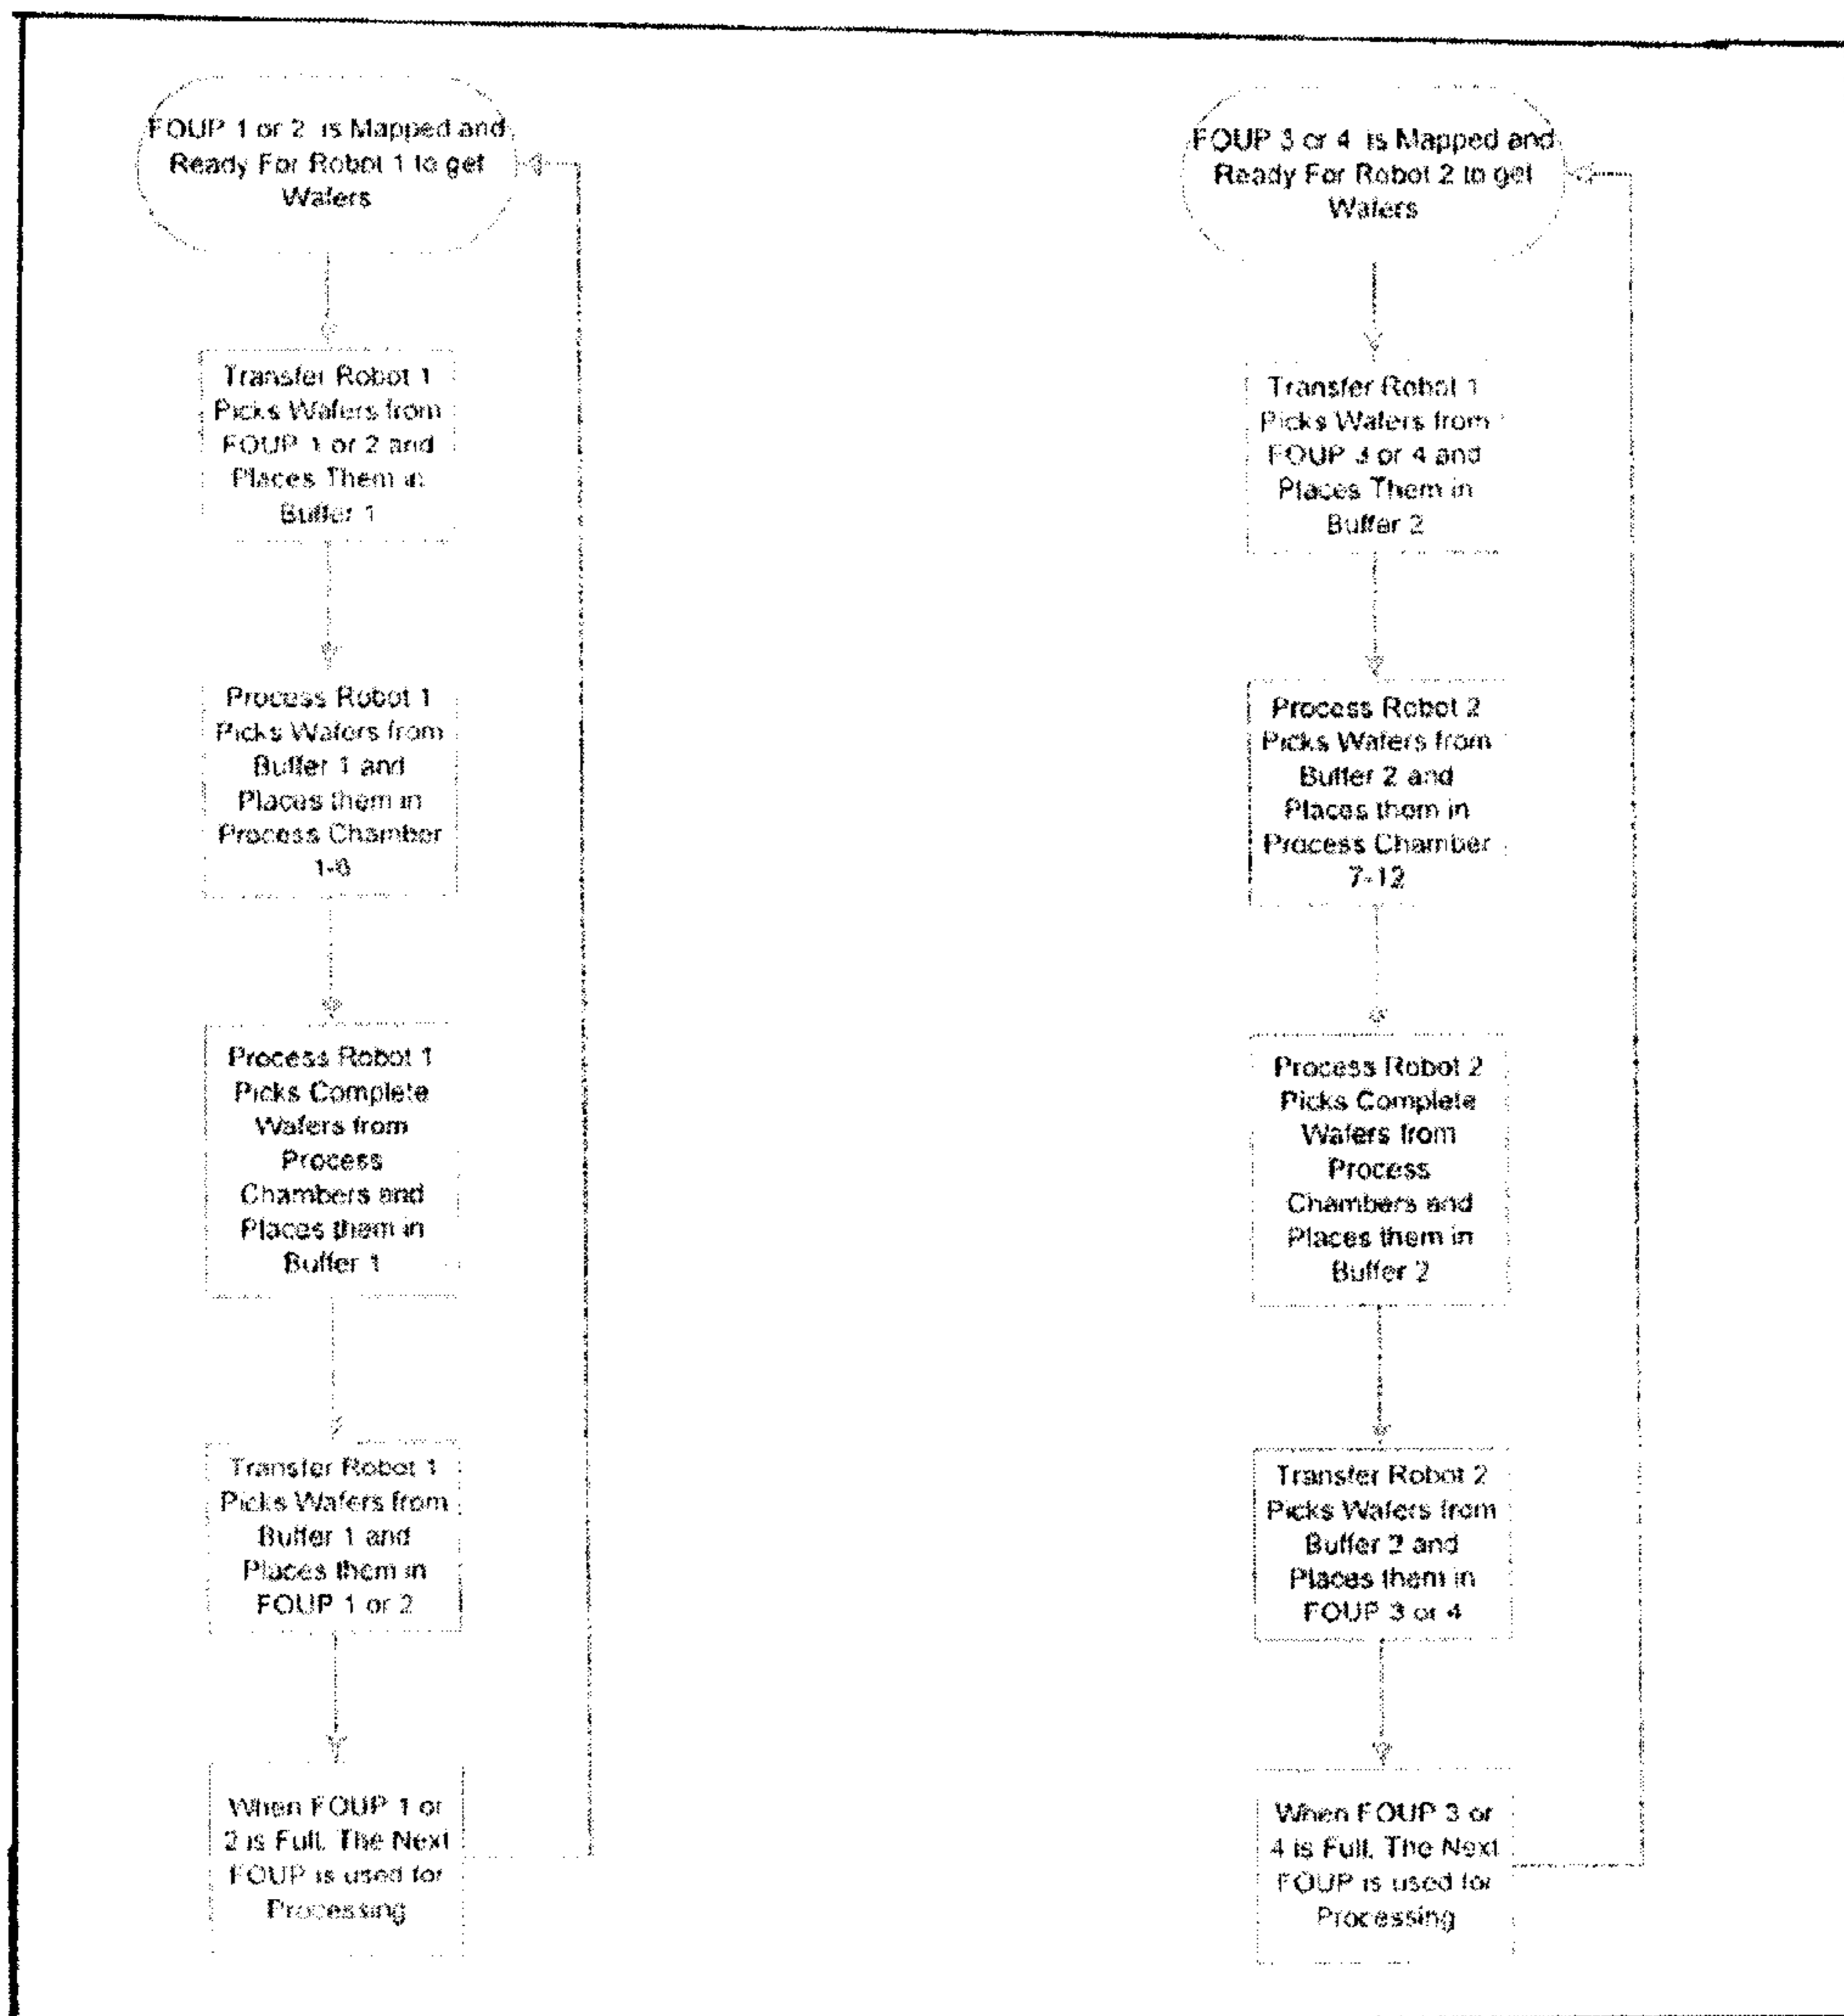 FOUP 1 or 2 is Mapped and
Ready For Robot 1 to get
Wafers
Transfer Robot 1
Picks Wafers from
FOUP 1 or 2 and
Places Them in
Buffer 1
Process Robot 1
Picks Wafers from
Buffer 1 and
Places them in
Process Chamber
1-6
Process Robot 1
Picks Complete
Wafers from
Process
Chambers and
Places them in
Buffer 1
Transfer Robot 1
Picks Wafers from
Buffer 1 and
Places them in
FOUP 1 or 2
When FOUP 1 or
2 is Full. The Next
FOUP is used for
Processing
FOUP 3 or 4 is Mapped and
Ready For Robot 2 to get
Wafers
Transfer Robot 1
Picks Wafers from
FOUP 3 or 4 and
Places Them in
Buffer 2
Process Robot 2
Picks Wafers from
Buffer 2 and
Places them in
Process Chamber
7-12
Process Robot 2
Picks Complete
Wafers from
Process
Chambers and
Places them in
Buffer 2
Transfer Robot 2
Picks Wafers from
Buffer 2 and
Places them in
FOUP 3 or 4
When FOUP 3 or
4 is Full. The Next
FOUP is used for
Processing